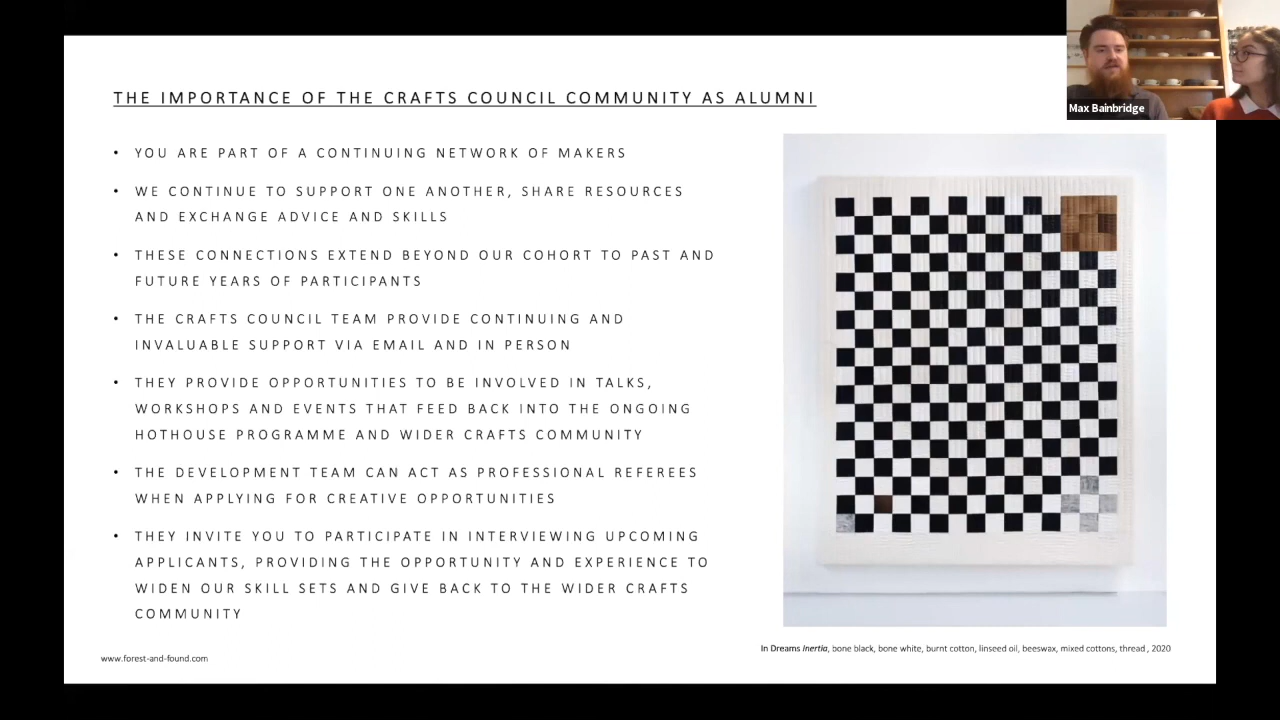 THE IMPORTANCE OF THE CRAFTS COUNCIL COMMUNITY AS ALUMNI
Max Bainbridge
• YOU ARE PART OF A CONTINUING NETWORK OF MAKERS
• WE CONTINUE TO SUPPORT ONE ANOTHER, SHARE RESOURCES
AND EXCHANGE ADVICE AND SKILLS
• THESE CONNECTIONS EXTEND BEYOND OUR COHORT TO PAST AND
FUTURE YEARS OF PARTICIPANTS
• THE CRAFTS COUNCIL TEAM PROVIDE CONTINUING AND
INVALUABLE SUPPORT VIA EMAIL AND IN PERSON
• THEY PROVIDE OPPORTUNITIES TO BE INVOLVED IN TALKS,
WORKSHOPS AND EVENTS THAT FEED BACK INTO THE ONGOING
HOTHOUSE PROGRAMME AND WIDER CRAFTS COMMUNITY
• THE DEVELOPMENT TEAM CAN ACT AS PROFESSIONAL REFEREES
WHEN APPLYING FOR CREATIVE OPPORTUNITIES
• THEY INVITE YOU TO PARTICIPATE IN INTERVIEWING UPCOMING
APPLICANTS, PROVIDING THE OPPORTUNITY AND EXPERIENCE TO
WIDEN OUR SKILL SETS AND GIVE BACK TO THE WIDER CRAFTS
COMMUNITY
In Dreams Inertia, bone black, bone white, burnt cotton, linseed oil, beeswax, mixed cottons, thread , 2020
www.forest-and-found.com